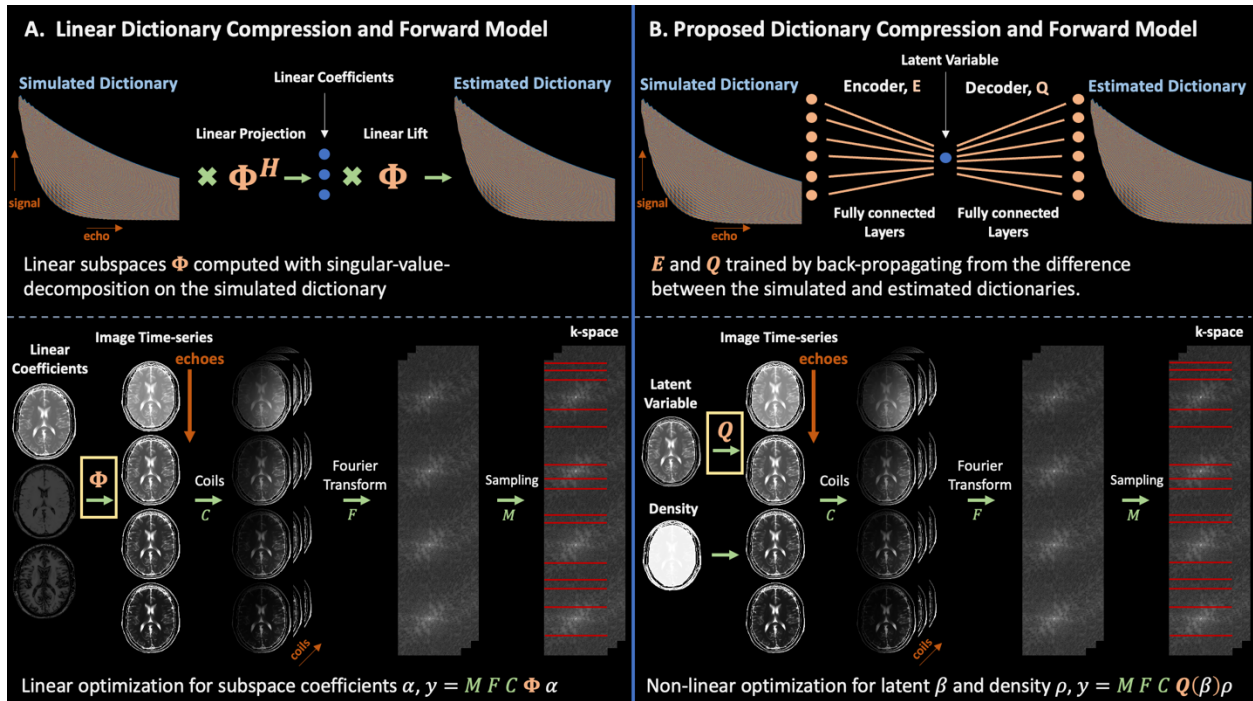 A. Linear Dictionary Compression and Forward Model
Simulated Dictionary
Linear Coefficients
Estimated Dictionary
Linear Projection
Linear Lift
✖ Φ^H
✖ Φ
signal
echo
Linear subspaces Φ computed with singular-value-
decomposition on the simulated dictionary
Linear
Coefficients
Image Time-series
echoes
k-space
Φ
Coils
C
Fourier
Transform
F
Sampling
M
coils
Linear optimization for subspace coefficients α, y = M F C Φ α
B. Proposed Dictionary Compression and Forward Model
Latent Variable
Simulated Dictionary
Encoder, E
Decoder, Q
Estimated Dictionary
signal
echo
Fully connected
Layers
Fully connected
Layers
E and Q trained by back-propagating from the difference
between the simulated and estimated dictionaries.
Image Time-series
echoes
k-space
Latent
Variable
Q
Density
Coils
C
Fourier
Transform
F
Sampling
M
coils
Non-linear optimization for latent β and density ρ, y = M F C Q(β)ρ